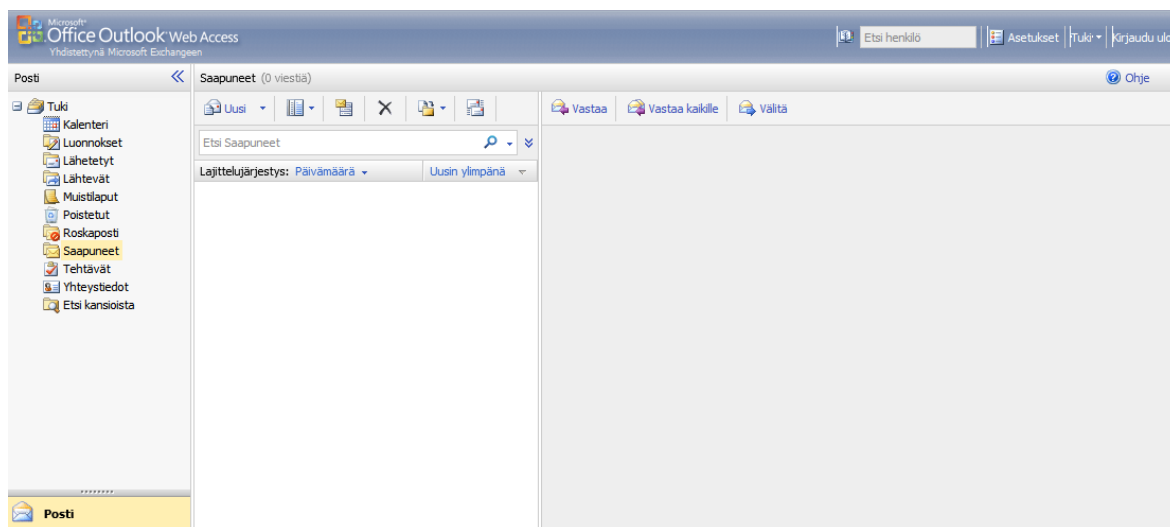 Microsoft®
Office Outlook Web Access
Yhdistettynä Microsoft Exchangeen
Etsi henkilö
Asetukset
Tuki
Kirjaudu ulo
Posti
Saapuneet (0 viestiä)
Ohje
Tuki
Kalenteri
Luonnokset
Lähetetyt
Lähtevät
Muistilaput
Poistetut
Roskaposti
Saapuneet
Tehtävät
Yhteystiedot
Etsi kansioista
Posti
Uusi
Etsi Saapuneet
Lajittelujärjestys: Päivämäärä
Uusin ylimpänä
Vastaa
Vastaa kaikille
Välitä